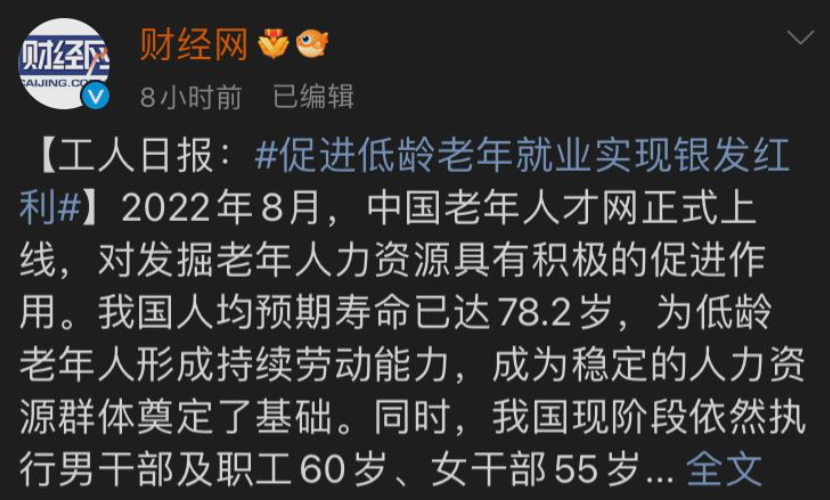 财经网
财经网
CAIJING.CO
8小时前 已编辑
【工人日报：#促进低龄老年就业实现银发红
利#】2022年8月，中国老年人才网正式上
线，对发掘老年人力资源具有积极的促进作
用。我国人均预期寿命已达78.2岁，为低龄
老年人形成持续劳动能力，成为稳定的人力资
源群体奠定了基础。同时，我国现阶段依然执
行男干部及职工60岁、女干部55岁... 全文